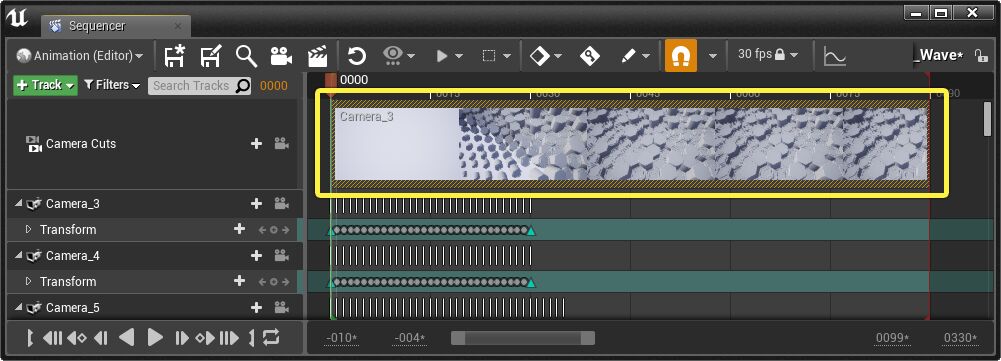 Sequencer
Animation (Editor)
30 fps
_Wave*
Track
Filters
Search Tracks
0000
0000
0015
0030
0045
0060
0075
0090
Camera Cuts
Camera_3
Camera_3
Transform
Camera_4
Transform
Camera_5
-010*
-004*
0099*
0330*